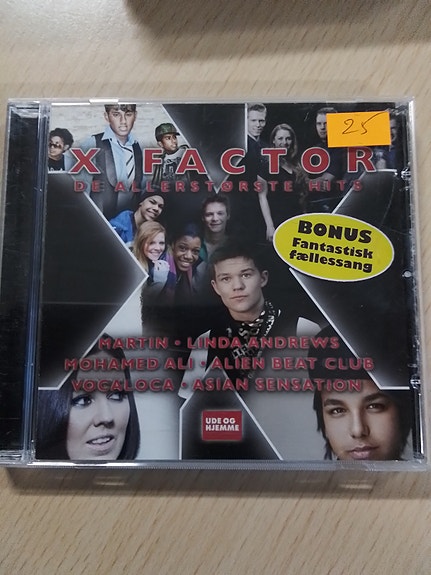 25
X FACTOR
DE ALLERSTØRSTE HITS
BONUS
Fantastisk
fællessang
MARTIN • LINDA ANDREWS
MOHAMED ALI • ALIEN BEAT CLUB
VOCALOCA • ASIAN SENSATION
UDE OG
HJEMME